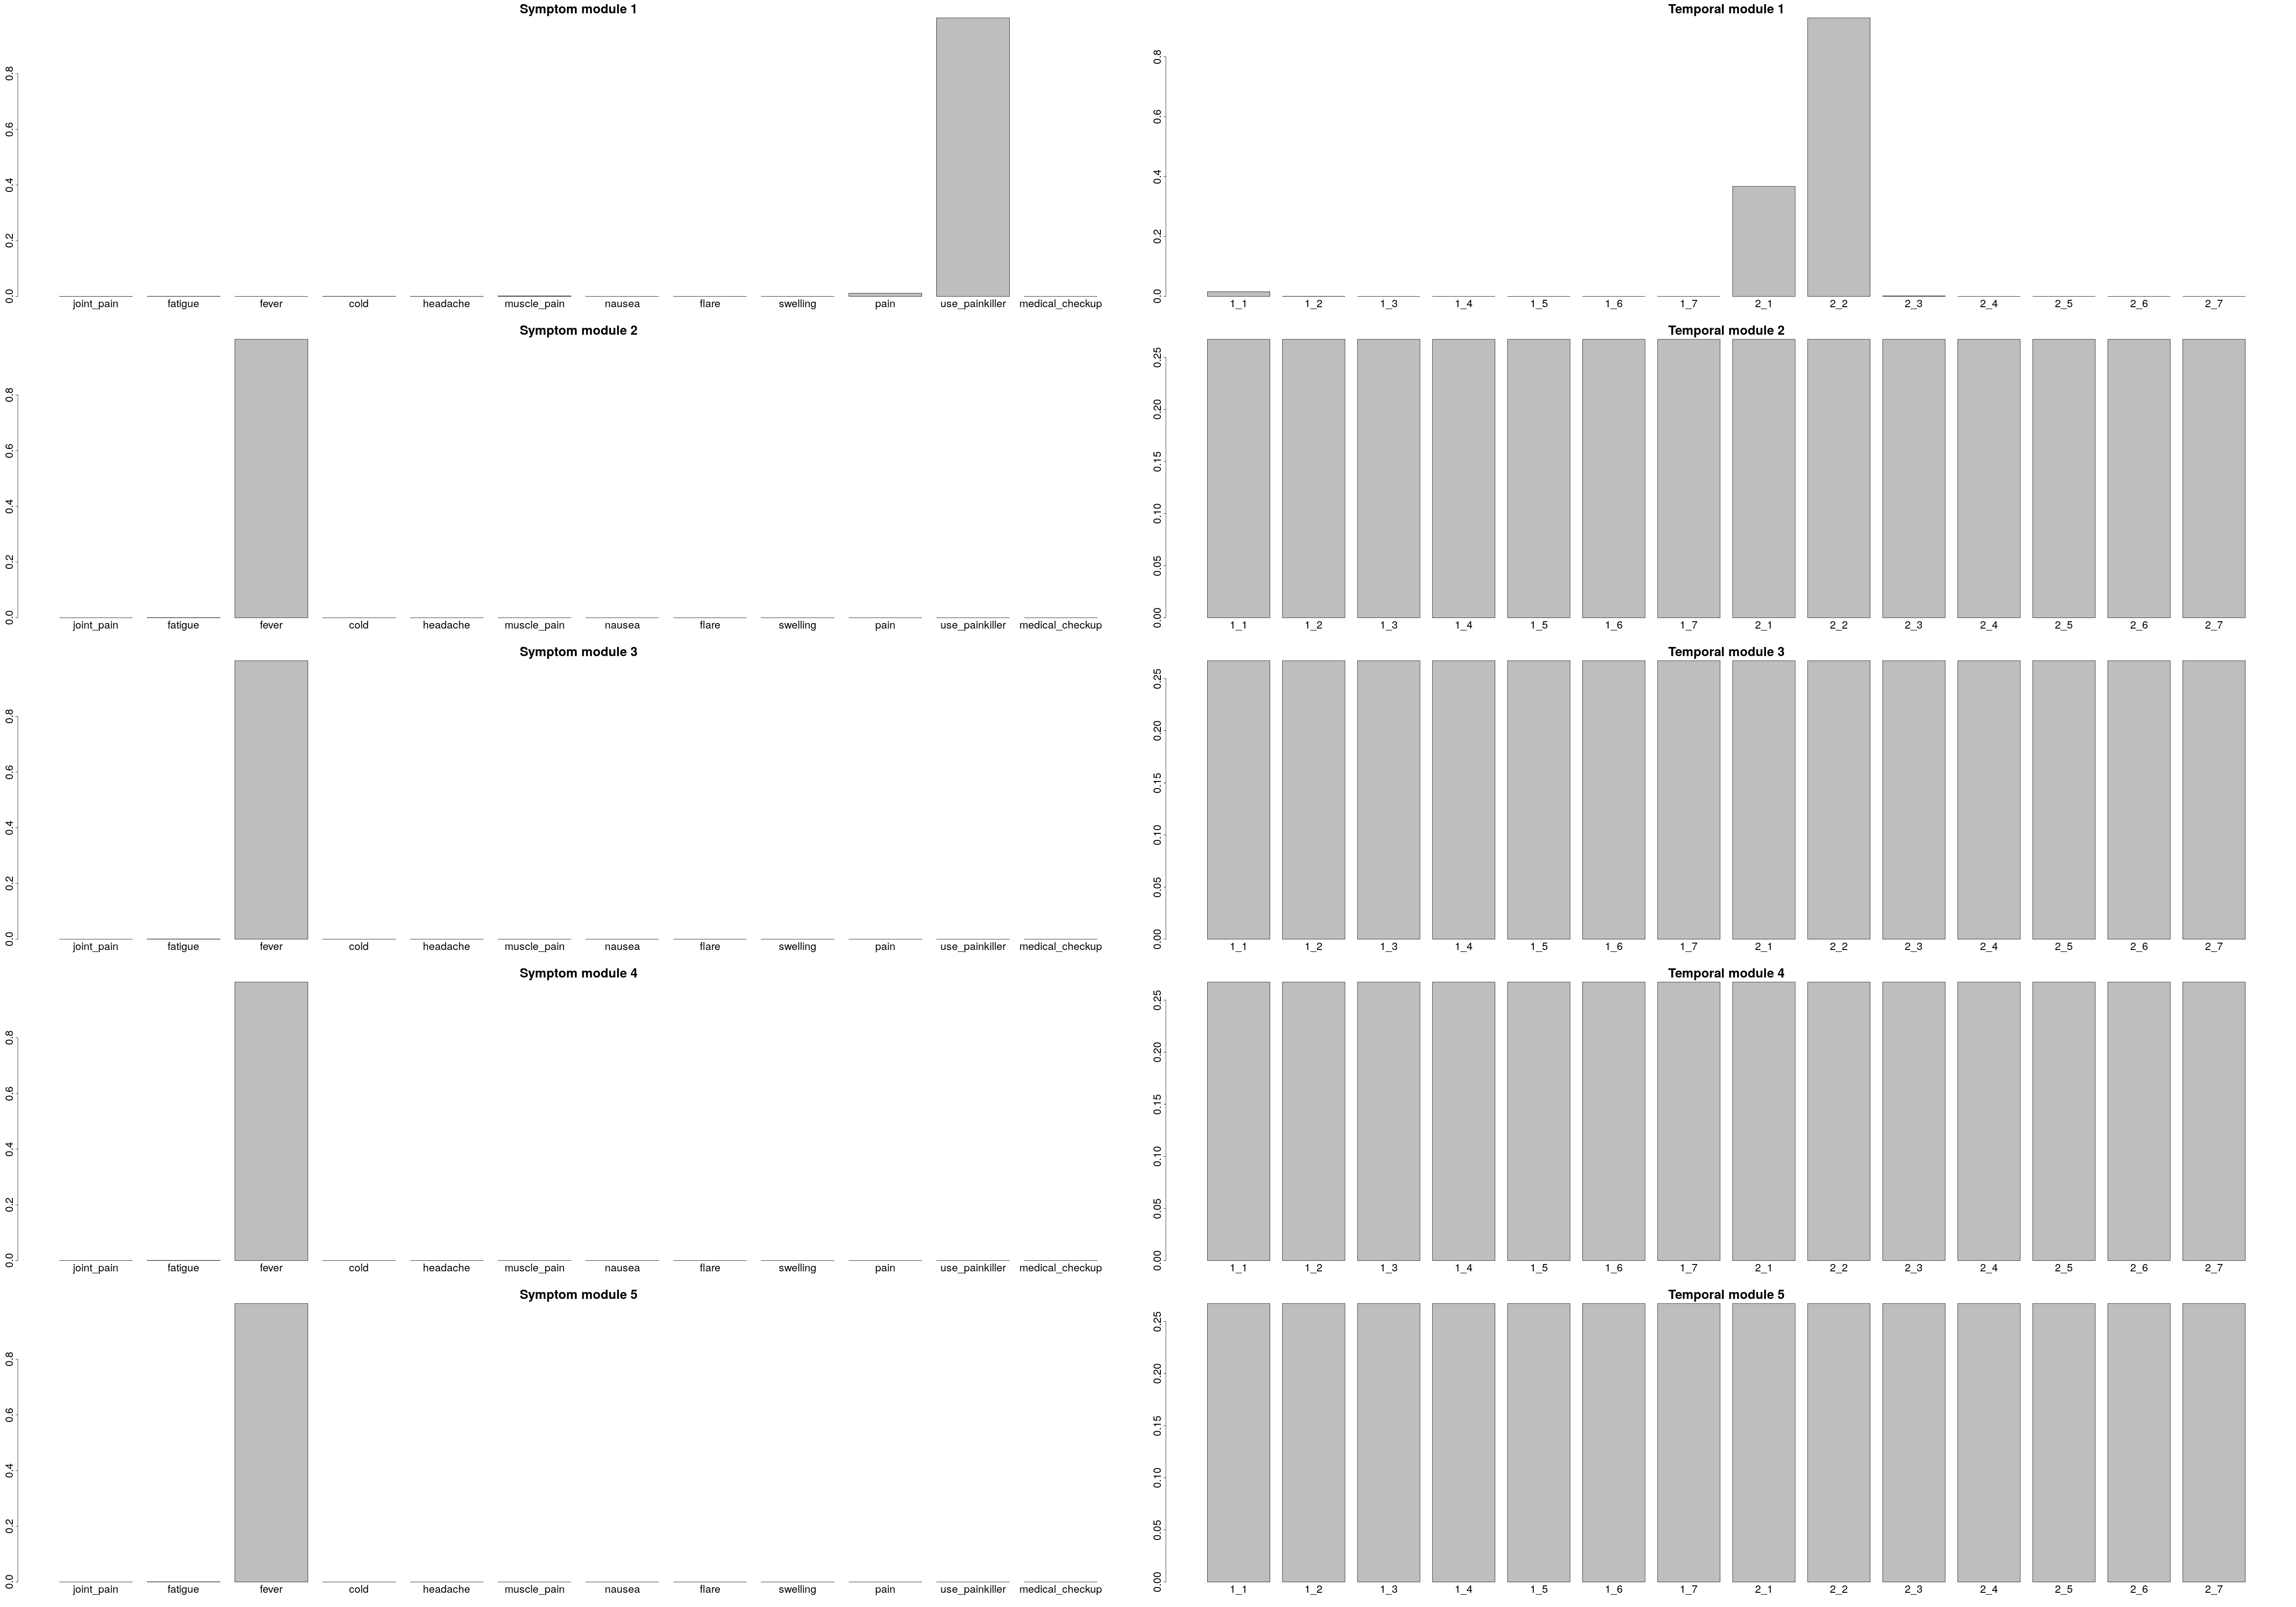 Symptom module 1
0.0 0.2 0.4 0.6 0.8
joint_pain fatigue fever cold headache muscle_pain nausea flare swelling pain use_painkiller medical_checkup
Temporal module 1
0.0 0.2 0.4 0.6 0.8
1_1 1_2 1_3 1_4 1_5 1_6 1_7 2_1 2_2 2_3 2_4 2_5 2_6 2_7
Symptom module 2
0.0 0.2 0.4 0.6 0.8
joint_pain fatigue fever cold headache muscle_pain nausea flare swelling pain use_painkiller medical_checkup
Temporal module 2
0.00 0.05 0.10 0.15 0.20 0.25
1_1 1_2 1_3 1_4 1_5 1_6 1_7 2_1 2_2 2_3 2_4 2_5 2_6 2_7
Symptom module 3
0.0 0.2 0.4 0.6 0.8
joint_pain fatigue fever cold headache muscle_pain nausea flare swelling pain use_painkiller medical_checkup
Temporal module 3
0.00 0.05 0.10 0.15 0.20 0.25
1_1 1_2 1_3 1_4 1_5 1_6 1_7 2_1 2_2 2_3 2_4 2_5 2_6 2_7
Symptom module 4
0.0 0.2 0.4 0.6 0.8
joint_pain fatigue fever cold headache muscle_pain nausea flare swelling pain use_painkiller medical_checkup
Temporal module 4
0.00 0.05 0.10 0.15 0.20 0.25
1_1 1_2 1_3 1_4 1_5 1_6 1_7 2_1 2_2 2_3 2_4 2_5 2_6 2_7
Symptom module 5
0.0 0.2 0.4 0.6 0.8
joint_pain fatigue fever cold headache muscle_pain nausea flare swelling pain use_painkiller medical_checkup
Temporal module 5
0.00 0.05 0.10 0.15 0.20 0.25
1_1 1_2 1_3 1_4 1_5 1_6 1_7 2_1 2_2 2_3 2_4 2_5 2_6 2_7